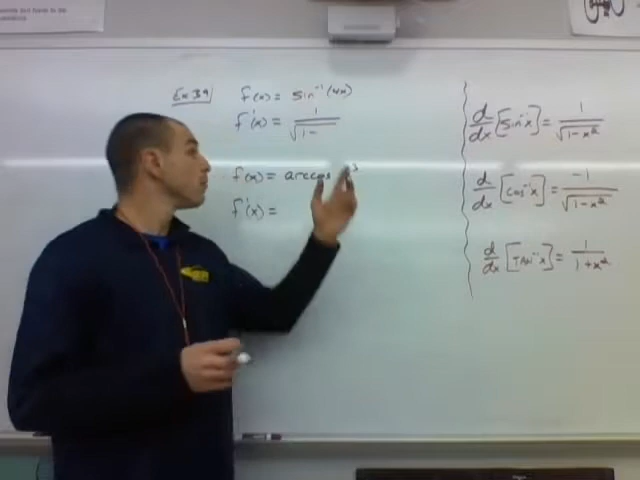 Ex 39
f(x) = sin⁻¹(4x)
f'(x) = 1/√(1-
f(x) = arccos 3
f'(x) =
d/dx [sin⁻¹x] = 1/√(1-x²)
d/dx [cos⁻¹x] = -1/√(1-x²)
d/dx [TAN⁻¹x] = 1/(1+x²)